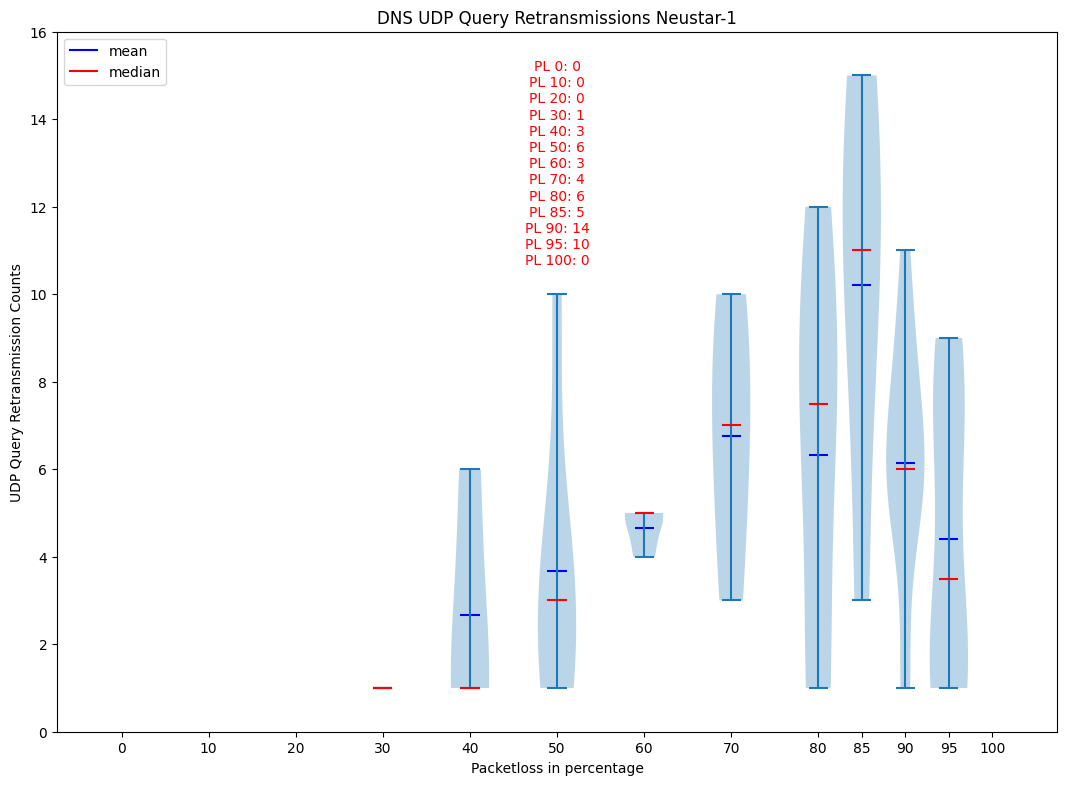 DNS UDP Query Retransmissions Neustar-1
mean
median
PL 0: 0
PL 10: 0
PL 20: 0
PL 30: 1
PL 40: 3
PL 50: 6
PL 60: 3
PL 70: 4
PL 80: 6
PL 85: 5
PL 90: 14
PL 95: 10
PL 100: 0
UDP Query Retransmission Counts
16
14
12
10
8
6
4
2
0
0 10 20 30 40 50 60 70 80 85 90 95 100
Packetloss in percentage